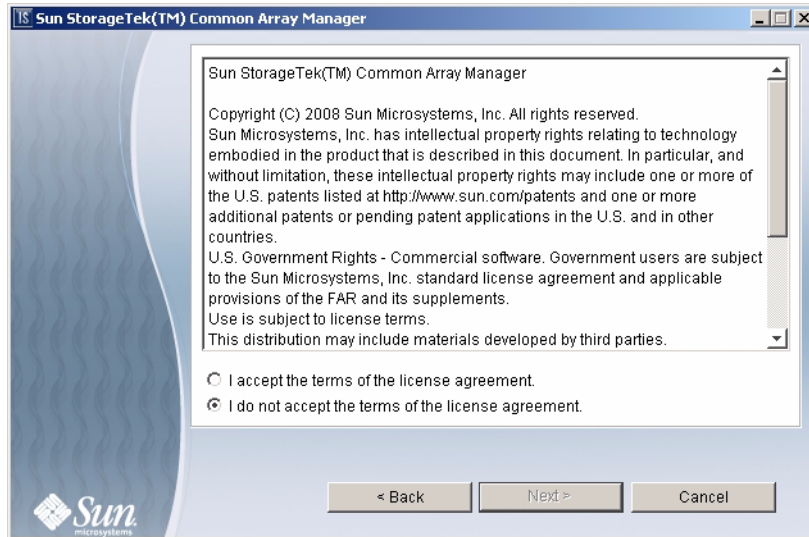 Sun StorageTek(TM) Common Array Manager
Sun StorageTek(TM) Common Array Manager
Copyright (C) 2008 Sun Microsystems, Inc. All rights reserved.
Sun Microsystems, Inc. has intellectual property rights relating to technology
embodied in the product that is described in this document. In particular, and
without limitation, these intellectual property rights may include one or more of
the U.S. patents listed at http://www.sun.com/patents and one or more
additional patents or pending patent applications in the U.S. and in other
countries.
U.S. Government Rights - Commercial software. Government users are subject
to the Sun Microsystems, Inc. standard license agreement and applicable
provisions of the FAR and its supplements.
Use is subject to license terms.
This distribution may include materials developed by third parties.
I accept the terms of the license agreement.
I do not accept the terms of the license agreement.
< Back
Next >
Cancel
Sun
microsystems